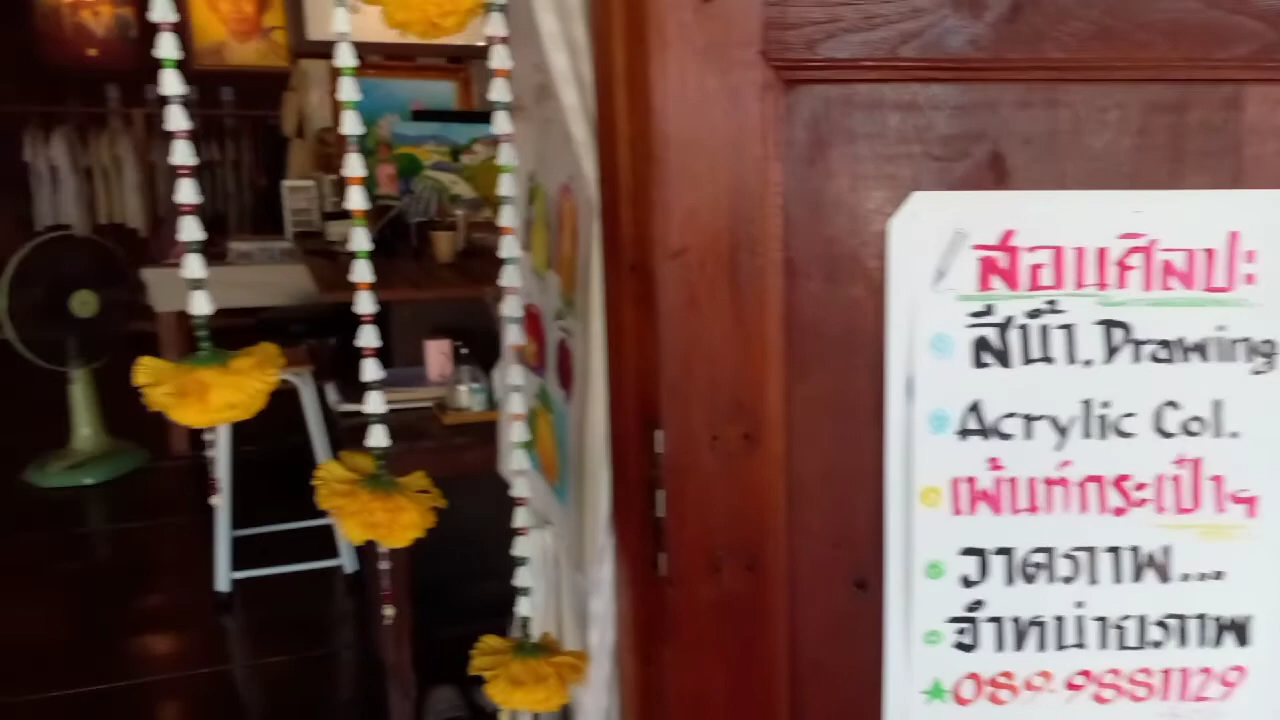 สอนศิลปะ
สีน้ำ, Drawing
Acrylic Col.
เพ้นท์กระเป๋าฯ
วาดภาพ...
จำหน่ายภาพ
089-9881129